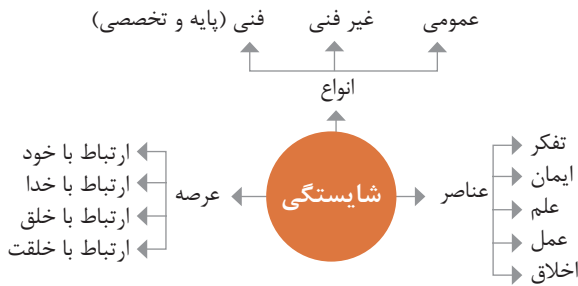 عمومی
غیر فنی
فنی (پایه و تخصصی)
انواع
شایستگی
عناصر
تفکر
ایمان
علم
عمل
اخلاق
عرصه
ارتباط با خود
ارتباط با خدا
ارتباط با خلق
ارتباط با خلقت